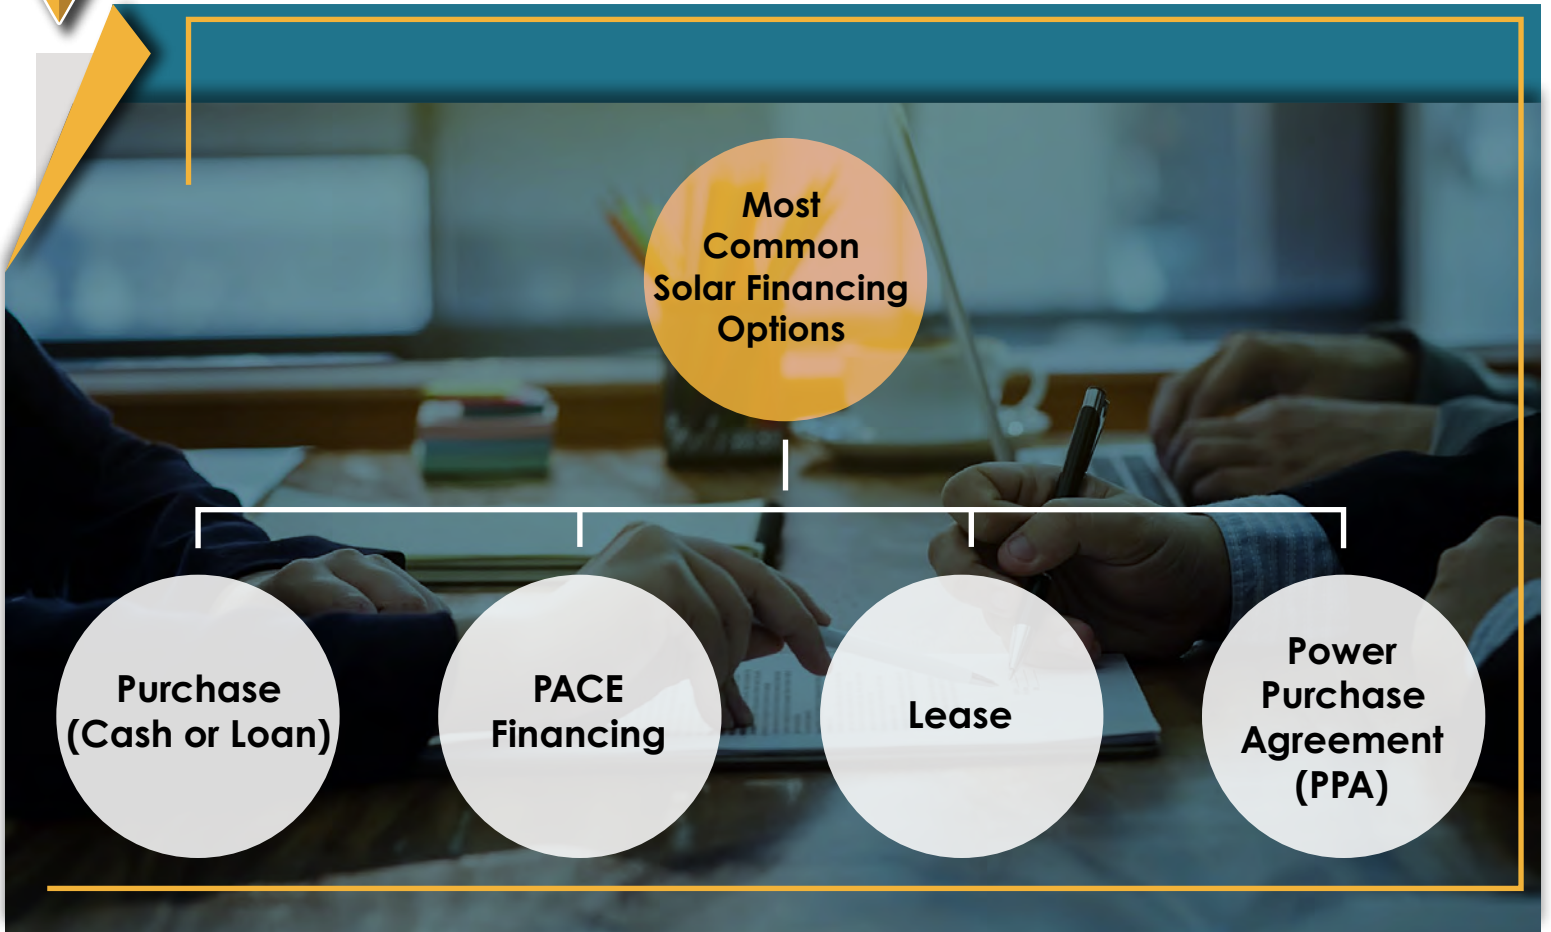 Most
Common
Solar Financing
Options
Purchase
(Cash or Loan)
PACE
Financing
Lease
Power
Purchase
Agreement
(PPA)